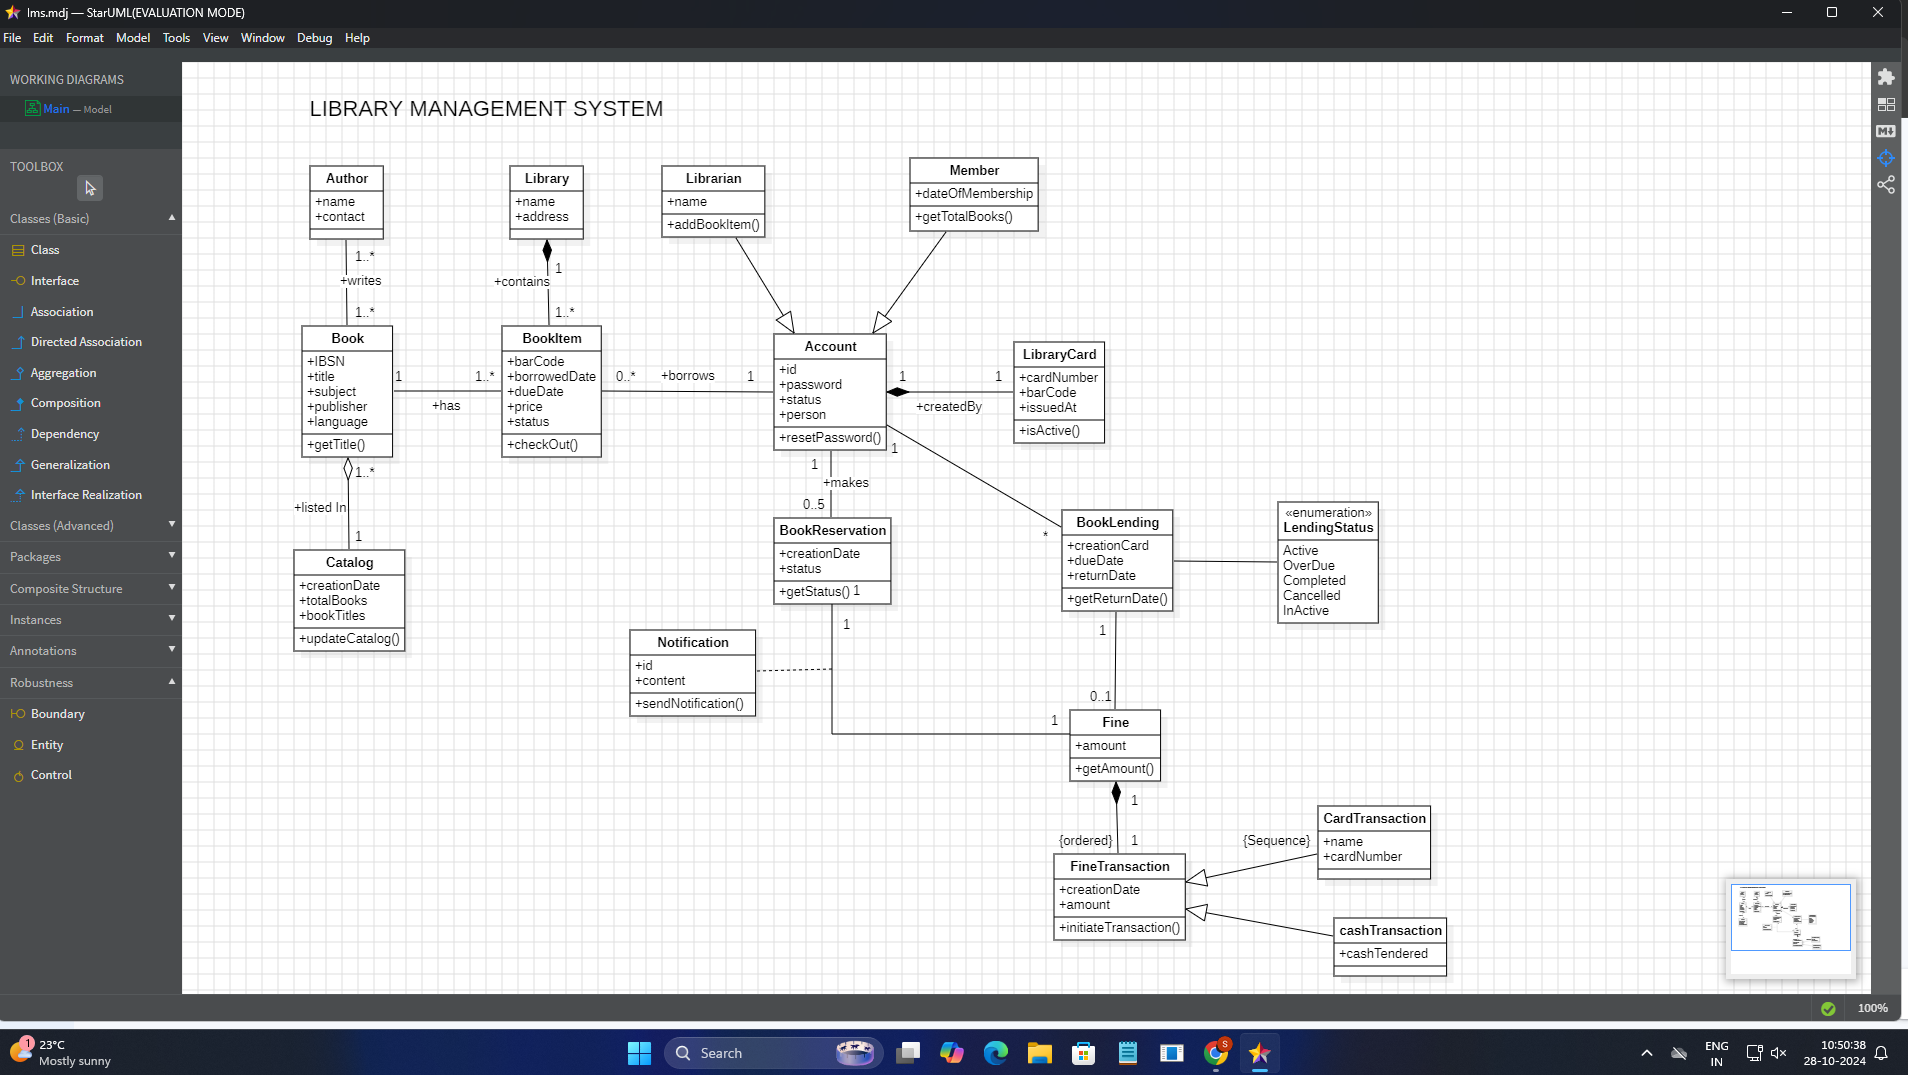 lms.mdj — StarUML(EVALUATION MODE)
File Edit Format Model Tools View Window Debug Help
WORKING DIAGRAMS
Main — Model
TOOLBOX
Classes (Basic)
Class
Interface
Association
Directed Association
Aggregation
Composition
Dependency
Generalization
Interface Realization
Classes (Advanced)
Packages
Composite Structure
Instances
Annotations
Robustness
Boundary
Entity
Control
LIBRARY MANAGEMENT SYSTEM
Author
+name
+contact
Library
+name
+address
Librarian
+name
+addBookItem()
Member
+dateOfMembership
+getTotalBooks()
1..*
+writes
1..*
1
+contains
1..*
Book
+IBSN
+title
+subject
+publisher
+language
+getTitle()
1
1..*
+has
BookItem
+barCode
+borrowedDate
+dueDate
+price
+status
+checkOut()
0..*
+borrows
1
Account
+id
+password
+status
+person
+resetPassword()
1
1
+createdBy
LibraryCard
+cardNumber
+barCode
+issuedAt
+isActive()
1..*
+listed In
1
Catalog
+creationDate
+totalBooks
+bookTitles
+updateCatalog()
1
+makes
0..5
1
*
BookReservation
+creationDate
+status
+getStatus()
1
1
BookLending
+creationCard
+dueDate
+returnDate
+getReturnDate()
«enumeration»
LendingStatus
Active
OverDue
Completed
Cancelled
InActive
Notification
+id
+content
+sendNotification()
1
0..1
1
Fine
+amount
+getAmount()
1
{ordered}
1
FineTransaction
+creationDate
+amount
+initiateTransaction()
{Sequence}
CardTransaction
+name
+cardNumber
cashTransaction
+cashTendered
M
100%
1
23°C
Mostly sunny
Search
S
ENG
IN
10:50:38
28-10-2024